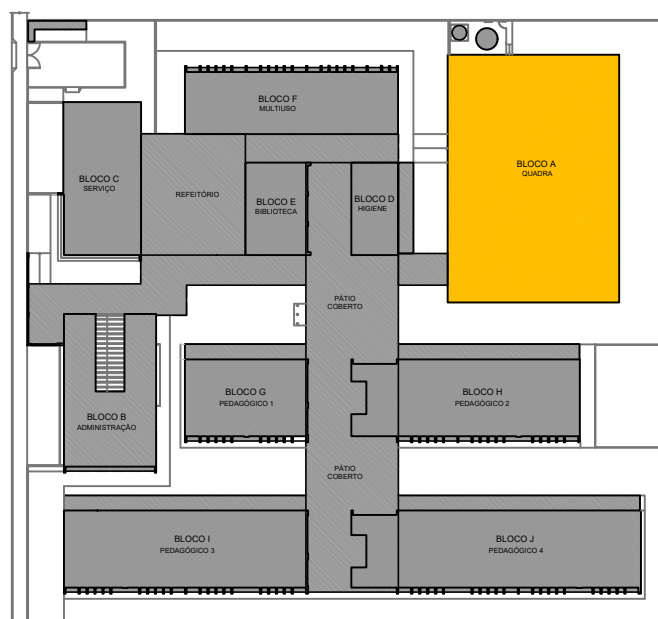 BLOCO F
MULTIUSO
BLOCO A
QUADRA
BLOCO C
SERVIÇO
REFEITÓRIO
BLOCO E
BIBLIOTECA
BLOCO D
HIGIENE
PÁTIO
COBERTO
BLOCO B
ADMINISTRAÇÃO
BLOCO G
PEDAGÓGICO 1
BLOCO H
PEDAGÓGICO 2
PÁTIO
COBERTO
BLOCO I
PEDAGÓGICO 3
BLOCO J
PEDAGÓGICO 4